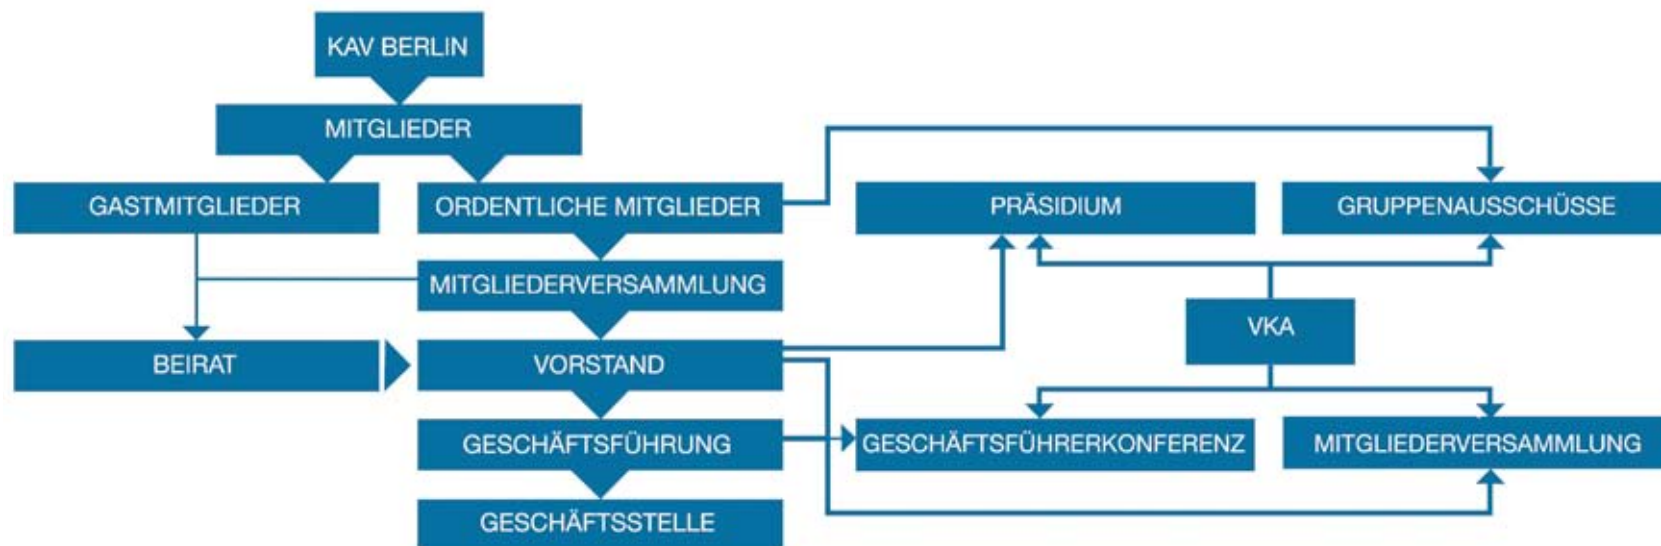 KAV BERLIN
MITGLIEDER
GASTMITGLIEDER
ORDENTLICHE MITGLIEDER
PRÄSIDIUM
GRUPPENAUSSCHÜSSE
MITGLIEDERVERSAMMLUNG
VKA
BEIRAT
VORSTAND
GESCHÄFTSFÜHRUNG
GESCHÄFTSFÜHRERKONFERENZ
MITGLIEDERVERSAMMLUNG
GESCHÄFTSSTELLE